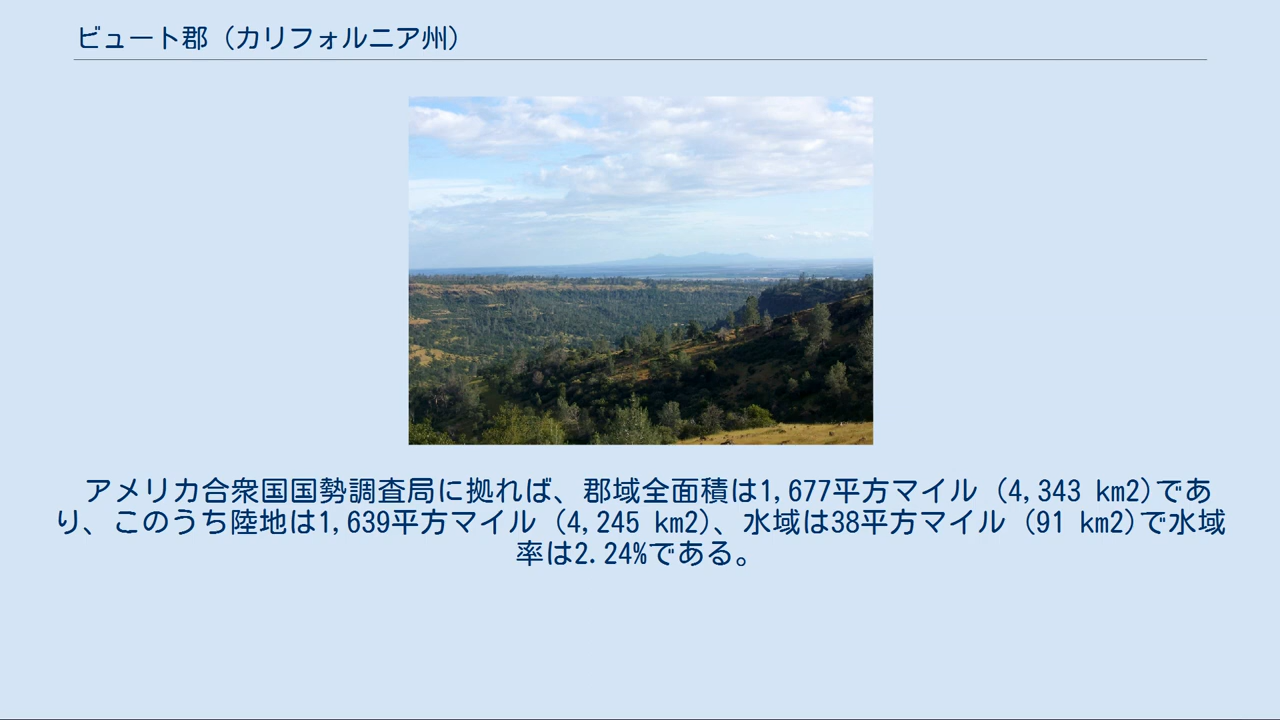 ビュート郡（カリフォルニア州）
アメリカ合衆国国勢調査局に拠れば、郡域全面積は1,677平方マイル (4,343 km2)であ
り、このうち陸地は1,639平方マイル (4,245 km2)、水域は38平方マイル (91 km2)で水域
率は2.24%である。